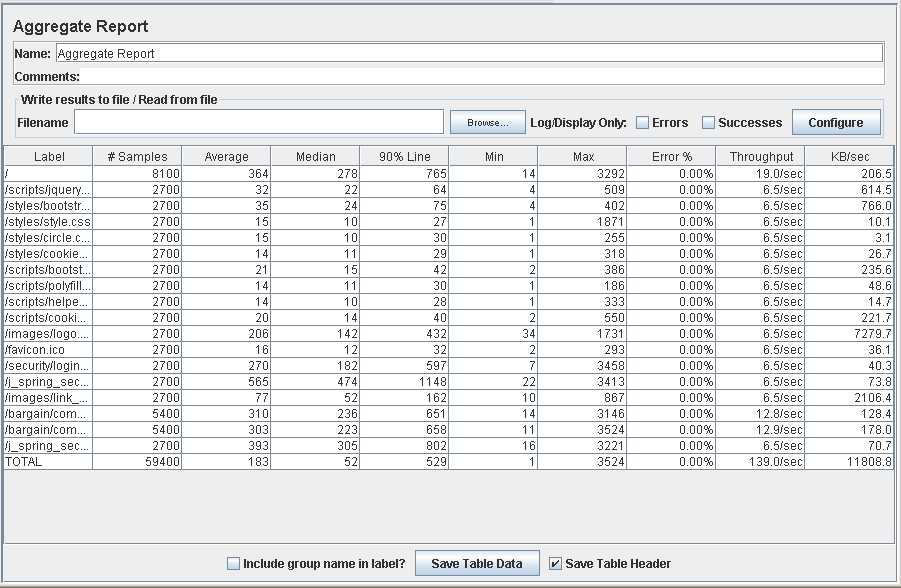 Aggregate Report
Name: Aggregate Report
Comments:
Write results to file / Read from file
Filename Browse... Log/Display Only: Errors Successes Configure
Label # Samples Average Median 90% Line Min Max Error % Throughput KB/sec
/ 8100 364 278 765 14 3292 0.00% 19.0/sec 206.5
/scripts/jquery... 2700 32 22 64 4 509 0.00% 6.5/sec 614.5
/styles/bootstr... 2700 35 24 75 4 402 0.00% 6.5/sec 766.0
/styles/style.css 2700 15 10 27 1 1871 0.00% 6.5/sec 10.1
/styles/circle.c... 2700 15 10 30 1 255 0.00% 6.5/sec 3.1
/styles/cookie... 2700 14 11 29 1 318 0.00% 6.5/sec 26.7
/scripts/bootst... 2700 21 15 42 2 386 0.00% 6.5/sec 235.6
/scripts/polyfill... 2700 14 11 30 1 186 0.00% 6.5/sec 48.6
/scripts/helpe... 2700 14 10 28 1 333 0.00% 6.5/sec 14.7
/scripts/cooki... 2700 20 14 40 2 550 0.00% 6.5/sec 221.7
/images/logo.... 2700 206 142 432 34 1731 0.00% 6.5/sec 7279.7
/favicon.ico 2700 16 12 32 2 293 0.00% 6.5/sec 36.1
/security/login... 2700 270 182 597 7 3458 0.00% 6.5/sec 40.3
/j_spring_sec... 2700 565 474 1148 22 3413 0.00% 6.5/sec 73.8
/images/link_... 2700 77 52 162 10 867 0.00% 6.5/sec 2106.4
/bargain/com... 5400 310 236 651 14 3146 0.00% 12.8/sec 128.4
/bargain/com... 5400 303 223 658 11 3524 0.00% 12.9/sec 178.0
/j_spring_sec... 2700 393 305 802 16 3221 0.00% 6.5/sec 70.7
TOTAL 59400 183 52 529 1 3524 0.00% 139.0/sec 11808.8
Include group name in label? Save Table Data Save Table Header